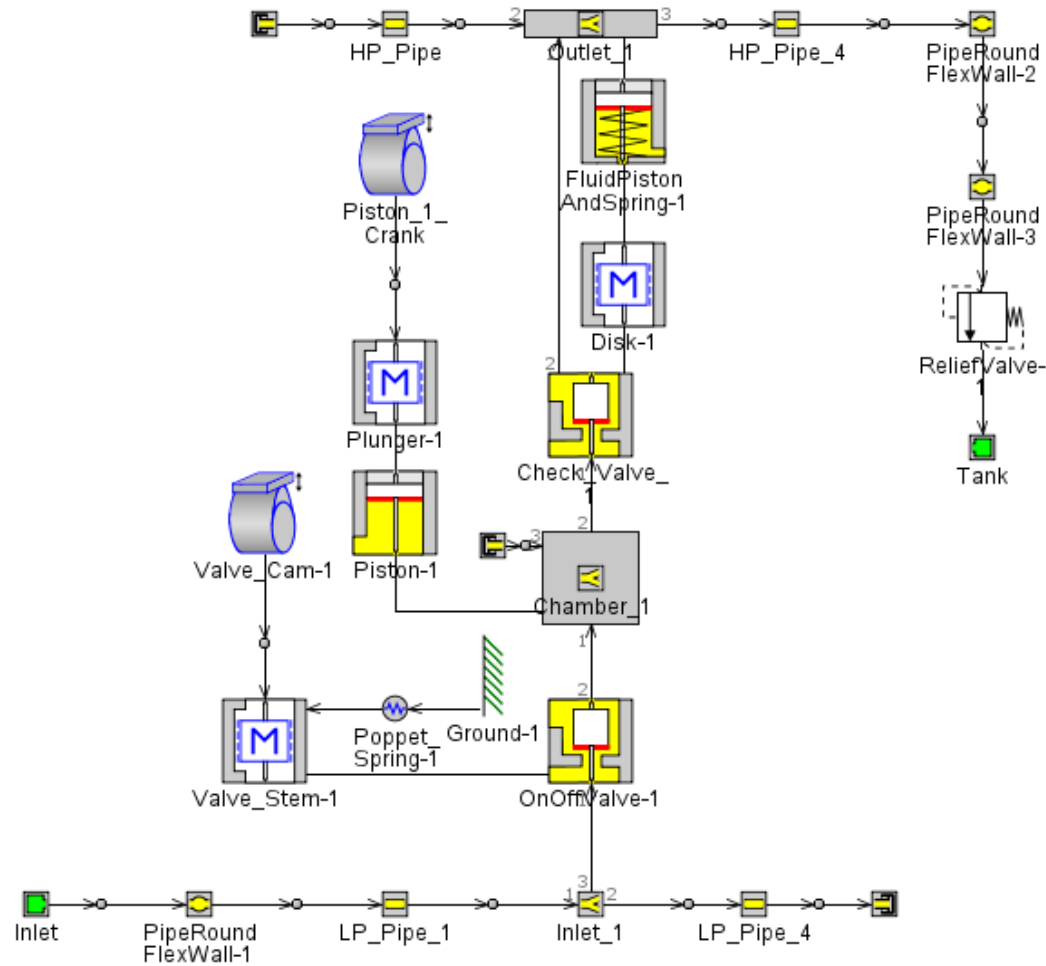 2
3
HP_Pipe
Outlet_1
HP_Pipe_4
PipeRound
FlexWall-2
Piston_1_
Crank
FluidPiston
AndSpring-1
PipeRound
FlexWall-3
M
Disk-1
M
Plunger-1
2
Check_Valve_
1
ReliefValve-
1
Tank
Valve_Cam-1
Piston-1
3
2
Chamber_1
1
M
Valve_Stem-1
Poppet_
Spring-1
Ground-1
2
OnOffValve-1
Inlet
PipeRound
FlexWall-1
LP_Pipe_1
1
3
2
Inlet_1
LP_Pipe_4